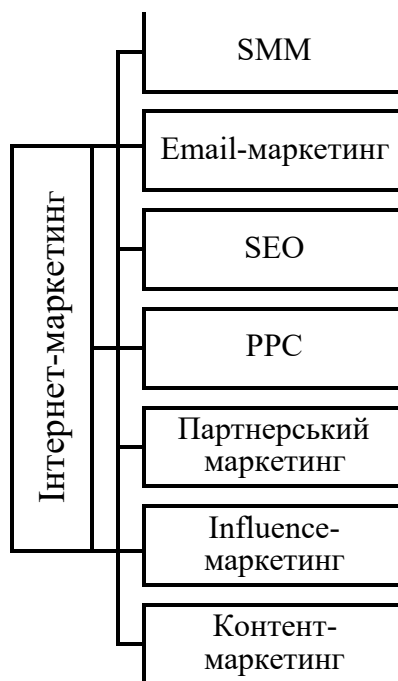 Інтернет-маркетинг
SMM
Email-маркетинг
SEO
PPC
Партнерський
маркетинг
Influence-
маркетинг
Контент-
маркетинг